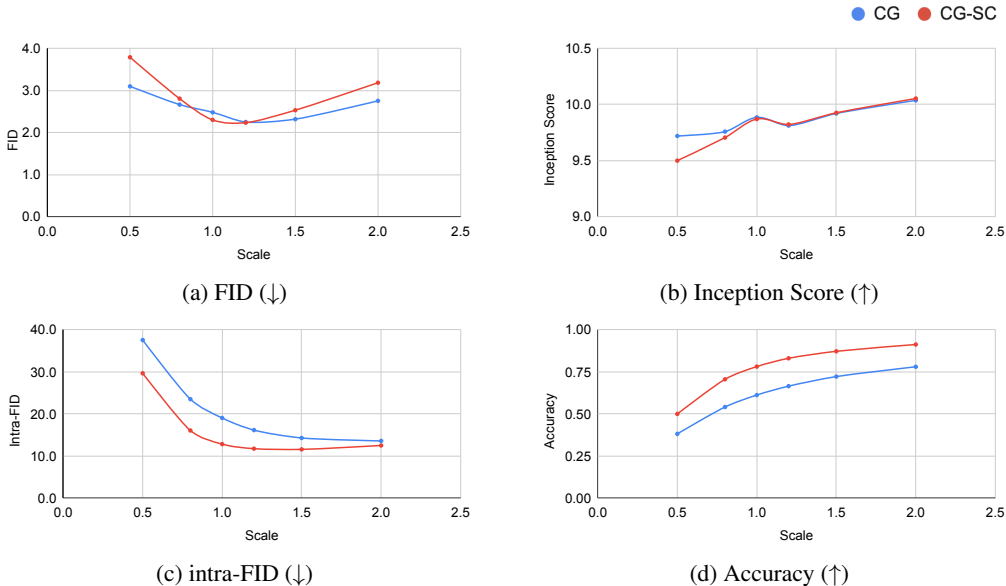 CG CG-SC
4.0
3.0
2.0
1.0
0.0
FID
0.0 0.5 1.0 1.5 2.0 2.5
Scale
(a) FID (↓)
10.5
10.0
9.5
9.0
Inception Score
0.0 0.5 1.0 1.5 2.0 2.5
Scale
(b) Inception Score (↑)
40.0
30.0
20.0
10.0
0.0
Intra-FID
0.0 0.5 1.0 1.5 2.0 2.5
Scale
(c) intra-FID (↓)
1.00
0.75
0.50
0.25
0.00
Accuracy
0.0 0.5 1.0 1.5 2.0 2.5
Scale
(d) Accuracy (↑)